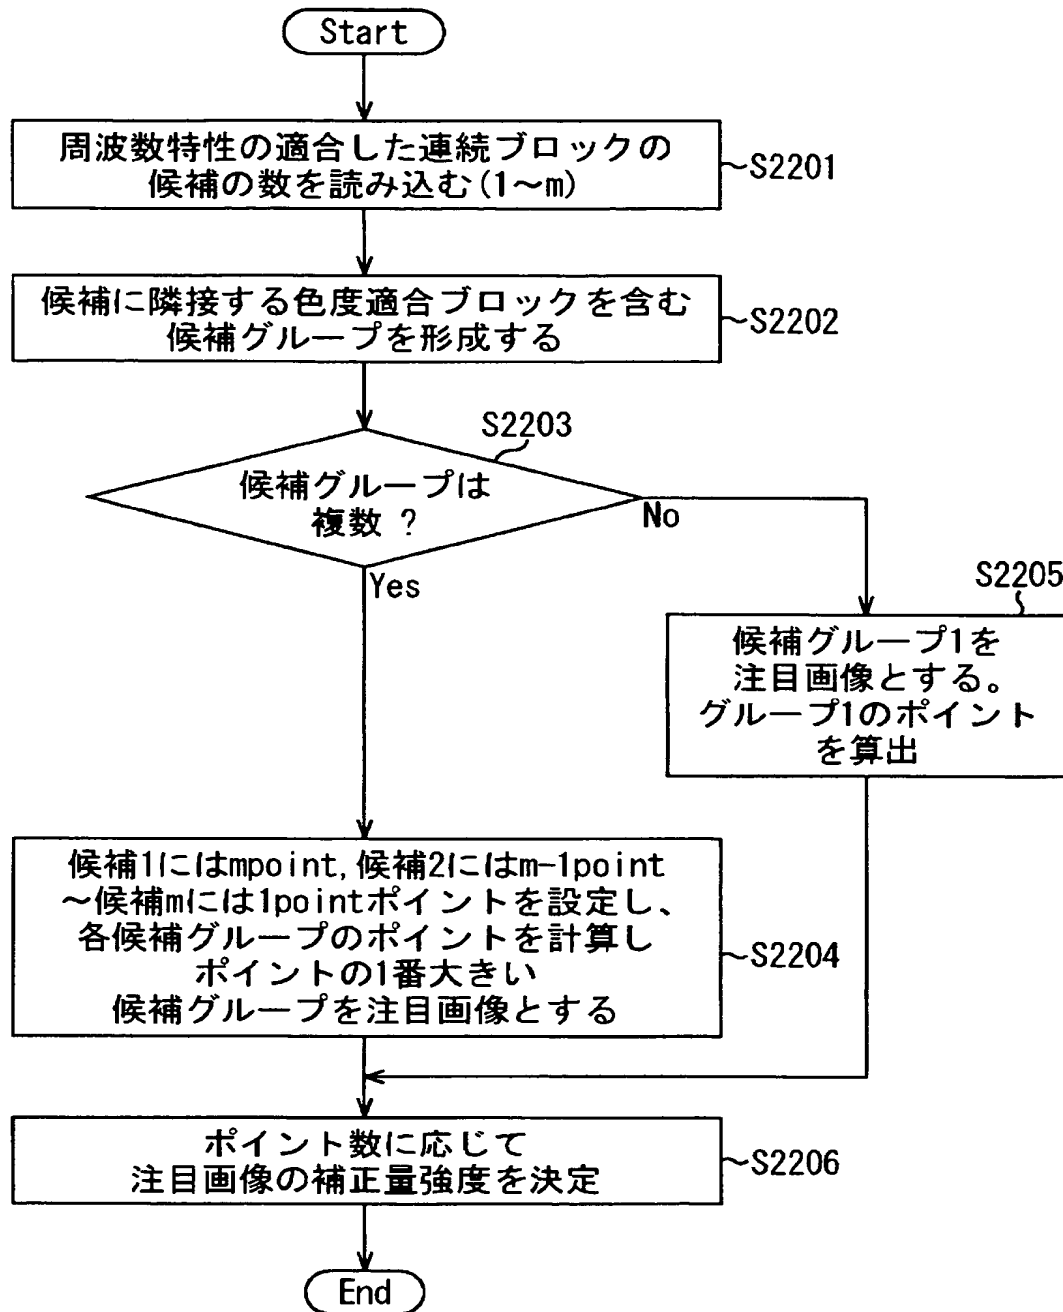 Start
周波数特性の適合した連続ブロックの
候補の数を読み込む(1～m)
～S2201
候補に隣接する色度適合ブロックを含む
候補グループを形成する
～S2202
S2203
候補グループは
複数 ?
No
Yes
S2205
候補グループ1を
注目画像とする。
グループ1のポイント
を算出
候補1にはmpoint,候補2にはm-1point
～候補mには1pointポイントを設定し、
各候補グループのポイントを計算し
ポイントの1番大きい
候補グループを注目画像とする
～S2204
ポイント数に応じて
注目画像の補正量強度を決定
～S2206
End